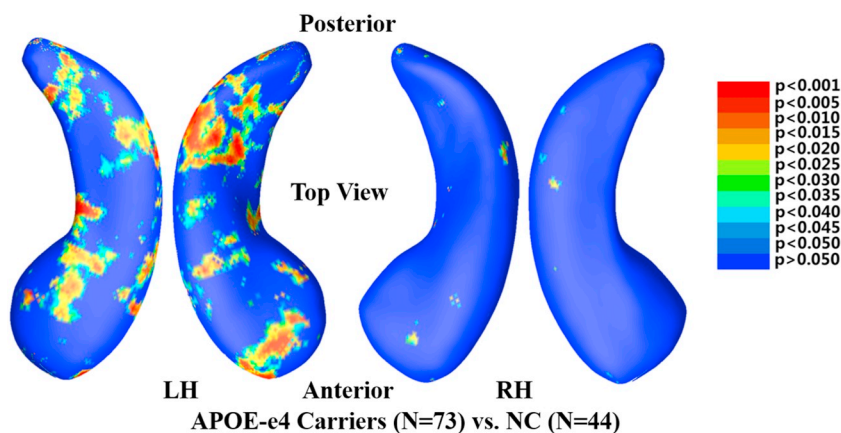 Posterior
Top View
LH
Anterior
RH
APOE-e4 Carriers (N=73) vs. NC (N=44)
p<0.001
p<0.005
p<0.010
p<0.015
p<0.020
p<0.025
p<0.030
p<0.035
p<0.040
p<0.045
p<0.050
p>0.050